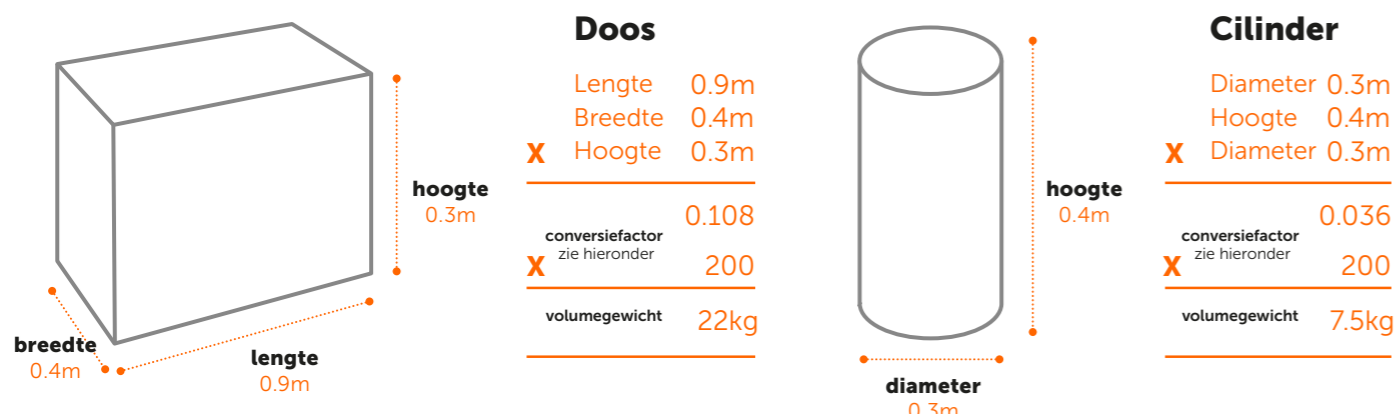 hoogte
0.3m
breedte
0.4m
lengte
0.9m
Doos
Lengte 0.9m
Breedte 0.4m
X Hoogte 0.3m
0.108
conversiefactor
zie hieronder
X 200
volumegewicht 22kg
hoogte
0.4m
diameter
0.3m
Cilinder
Diameter 0.3m
Hoogte 0.4m
X Diameter 0.3m
0.036
conversiefactor
zie hieronder
X 200
volumegewicht 7.5kg